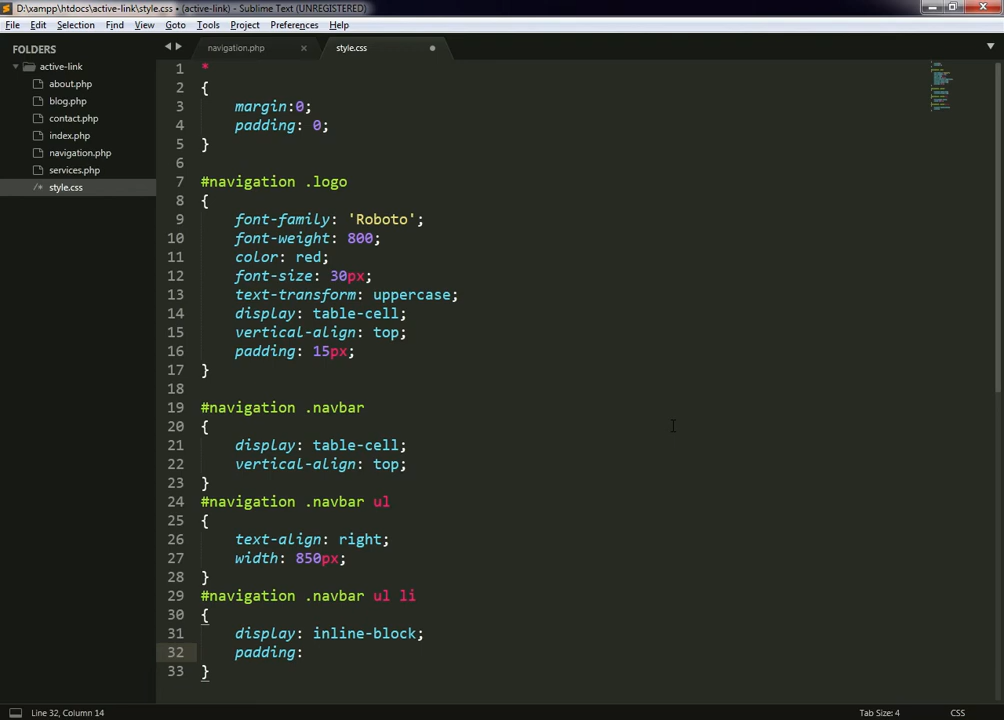 D:\xampp\htdocs\active-link\style.css • (active-link) - Sublime Text (UNREGISTERED)
File Edit Selection Find View Goto Tools Project Preferences Help
FOLDERS
active-link
about.php
blog.php
contact.php
index.php
navigation.php
services.php
style.css
navigation.php style.css
1 *
2 {
3 margin:0;
4 padding: 0;
5 }
6
7 #navigation .logo
8 {
9 font-family: 'Roboto';
10 font-weight: 800;
11 color: red;
12 font-size: 30px;
13 text-transform: uppercase;
14 display: table-cell;
15 vertical-align: top;
16 padding: 15px;
17 }
18
19 #navigation .navbar
20 {
21 display: table-cell;
22 vertical-align: top;
23 }
24 #navigation .navbar ul
25 {
26 text-align: right;
27 width: 850px;
28 }
29 #navigation .navbar ul li
30 {
31 display: inline-block;
32 padding:
33 }
Line 32, Column 14 Tab Size: 4 CSS